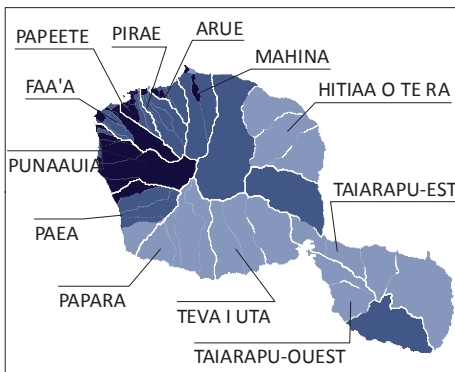 PAPEETE
PIRAE
ARUE
MAHINA
FAA'A
HITIAA O TE RA
PUNAAUIA
TAIARAPU-EST
PAEA
PAPARA
TEVA I UTA
TAIARAPU-OUEST